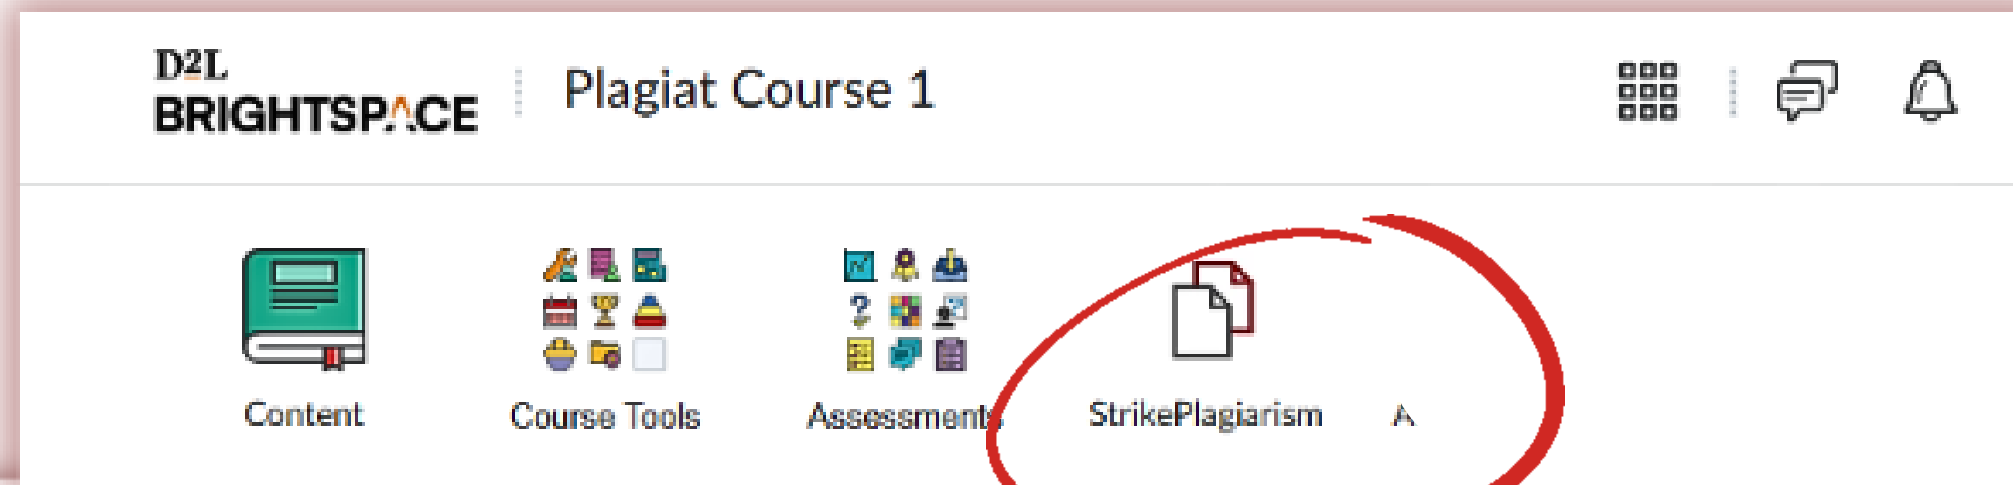 D2L
BRIGHTSPACE
Plagiat Course 1
Content
Course Tools
Assessments
StrikePlagiarism
A